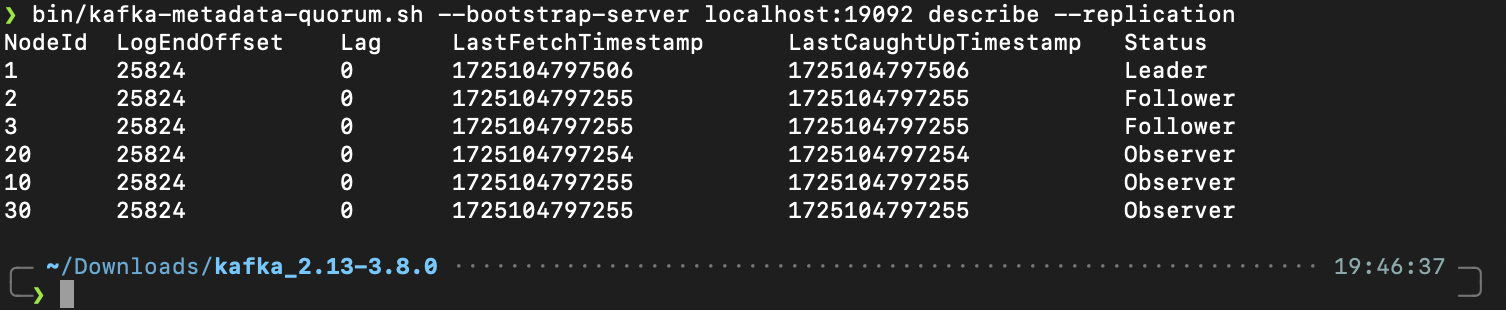 ❯ bin/kafka-metadata-quorum.sh --bootstrap-server localhost:19092 describe --replication
NodeId LogEndOffset Lag LastFetchTimestamp LastCaughtUpTimestamp Status
1 25824 0 1725104797506 1725104797506 Leader
2 25824 0 1725104797255 1725104797255 Follower
3 25824 0 1725104797255 1725104797255 Follower
20 25824 0 1725104797254 1725104797254 Observer
10 25824 0 1725104797255 1725104797255 Observer
30 25824 0 1725104797255 1725104797255 Observer
~/Downloads/kafka_2.13-3.8.0 19:46:37
❯